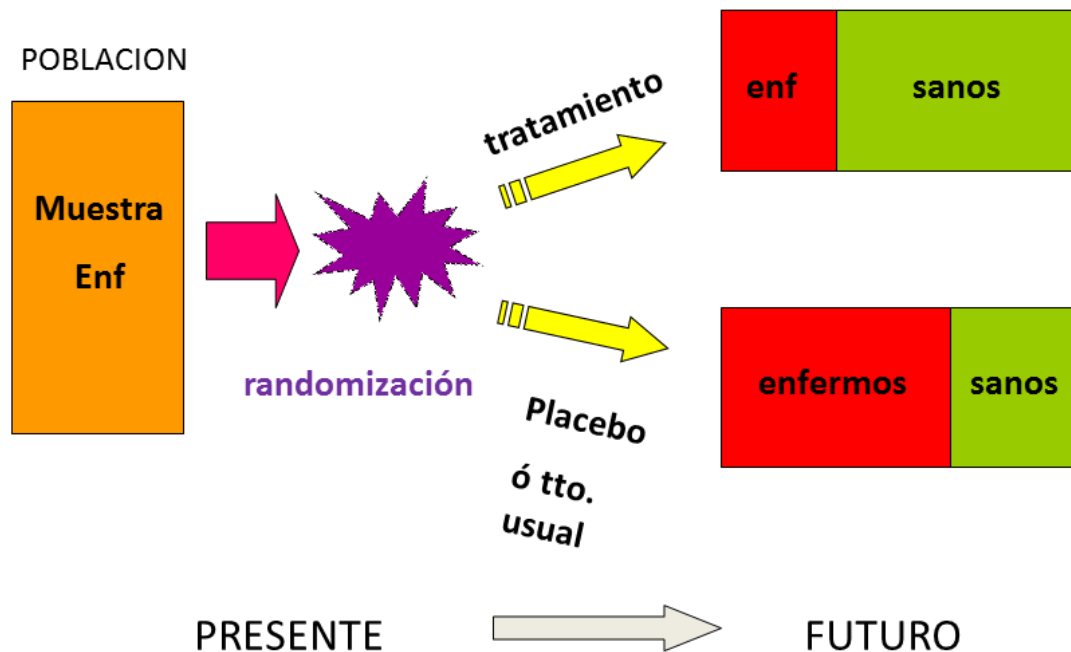 POBLACION
Muestra
Enf
randomización
tratamiento
enf
sanos
Placebo
ó tto.
usual
enfermos
sanos
PRESENTE
FUTURO